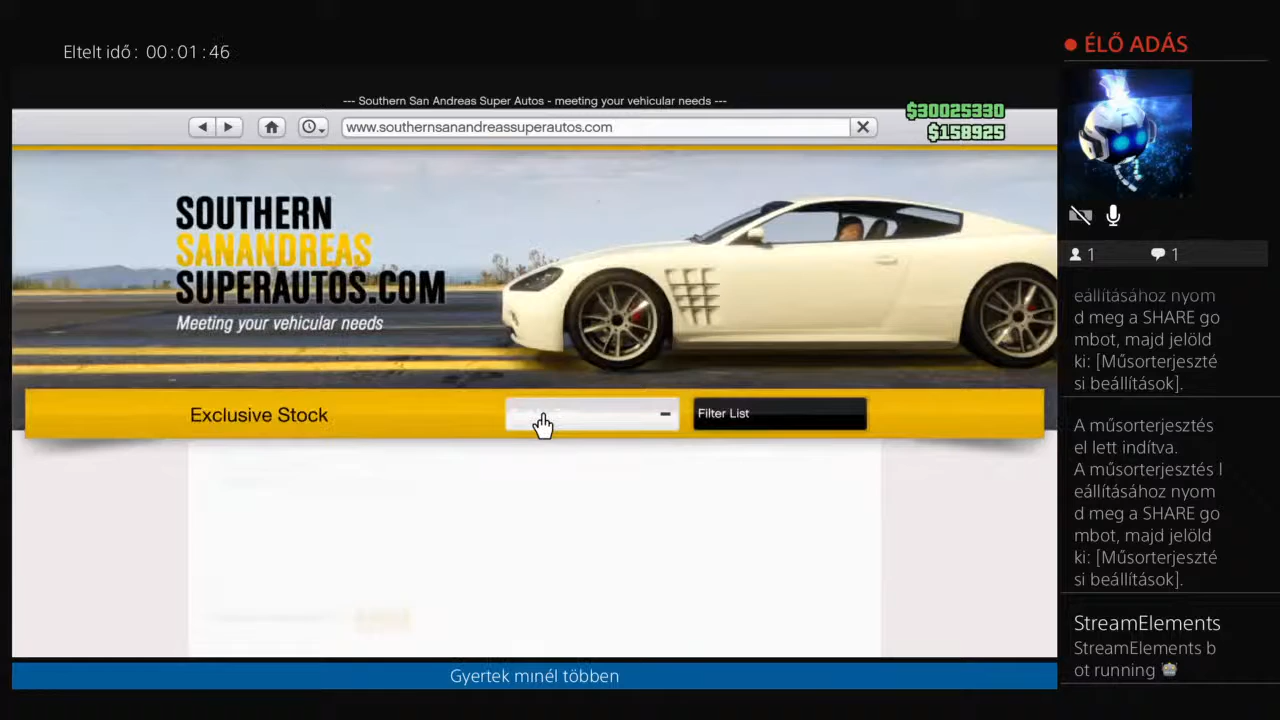 Eltelt idő: 00:01:46
ÉLŐ ADÁS
--- Southern San Andreas Super Autos - meeting your vehicular needs ---
www.southernsanandreassuperautos.com
$30025330
$158925
SOUTHERN
SANANDREAS
SUPERAUTOS.COM
Meeting your vehicular needs
Exclusive Stock
Filter List
1
1
eállításához nyom
d meg a SHARE go
mbot, majd jelöld
ki: [Műsorterjeszté
si beállítások].
A műsorterjesztés
el lett indítva.
A műsorterjesztés l
eállításához nyom
d meg a SHARE go
mbot, majd jelöld
ki: [Műsorterjeszté
si beállítások].
StreamElements
StreamElements b
ot running
Gyertek mınél többen